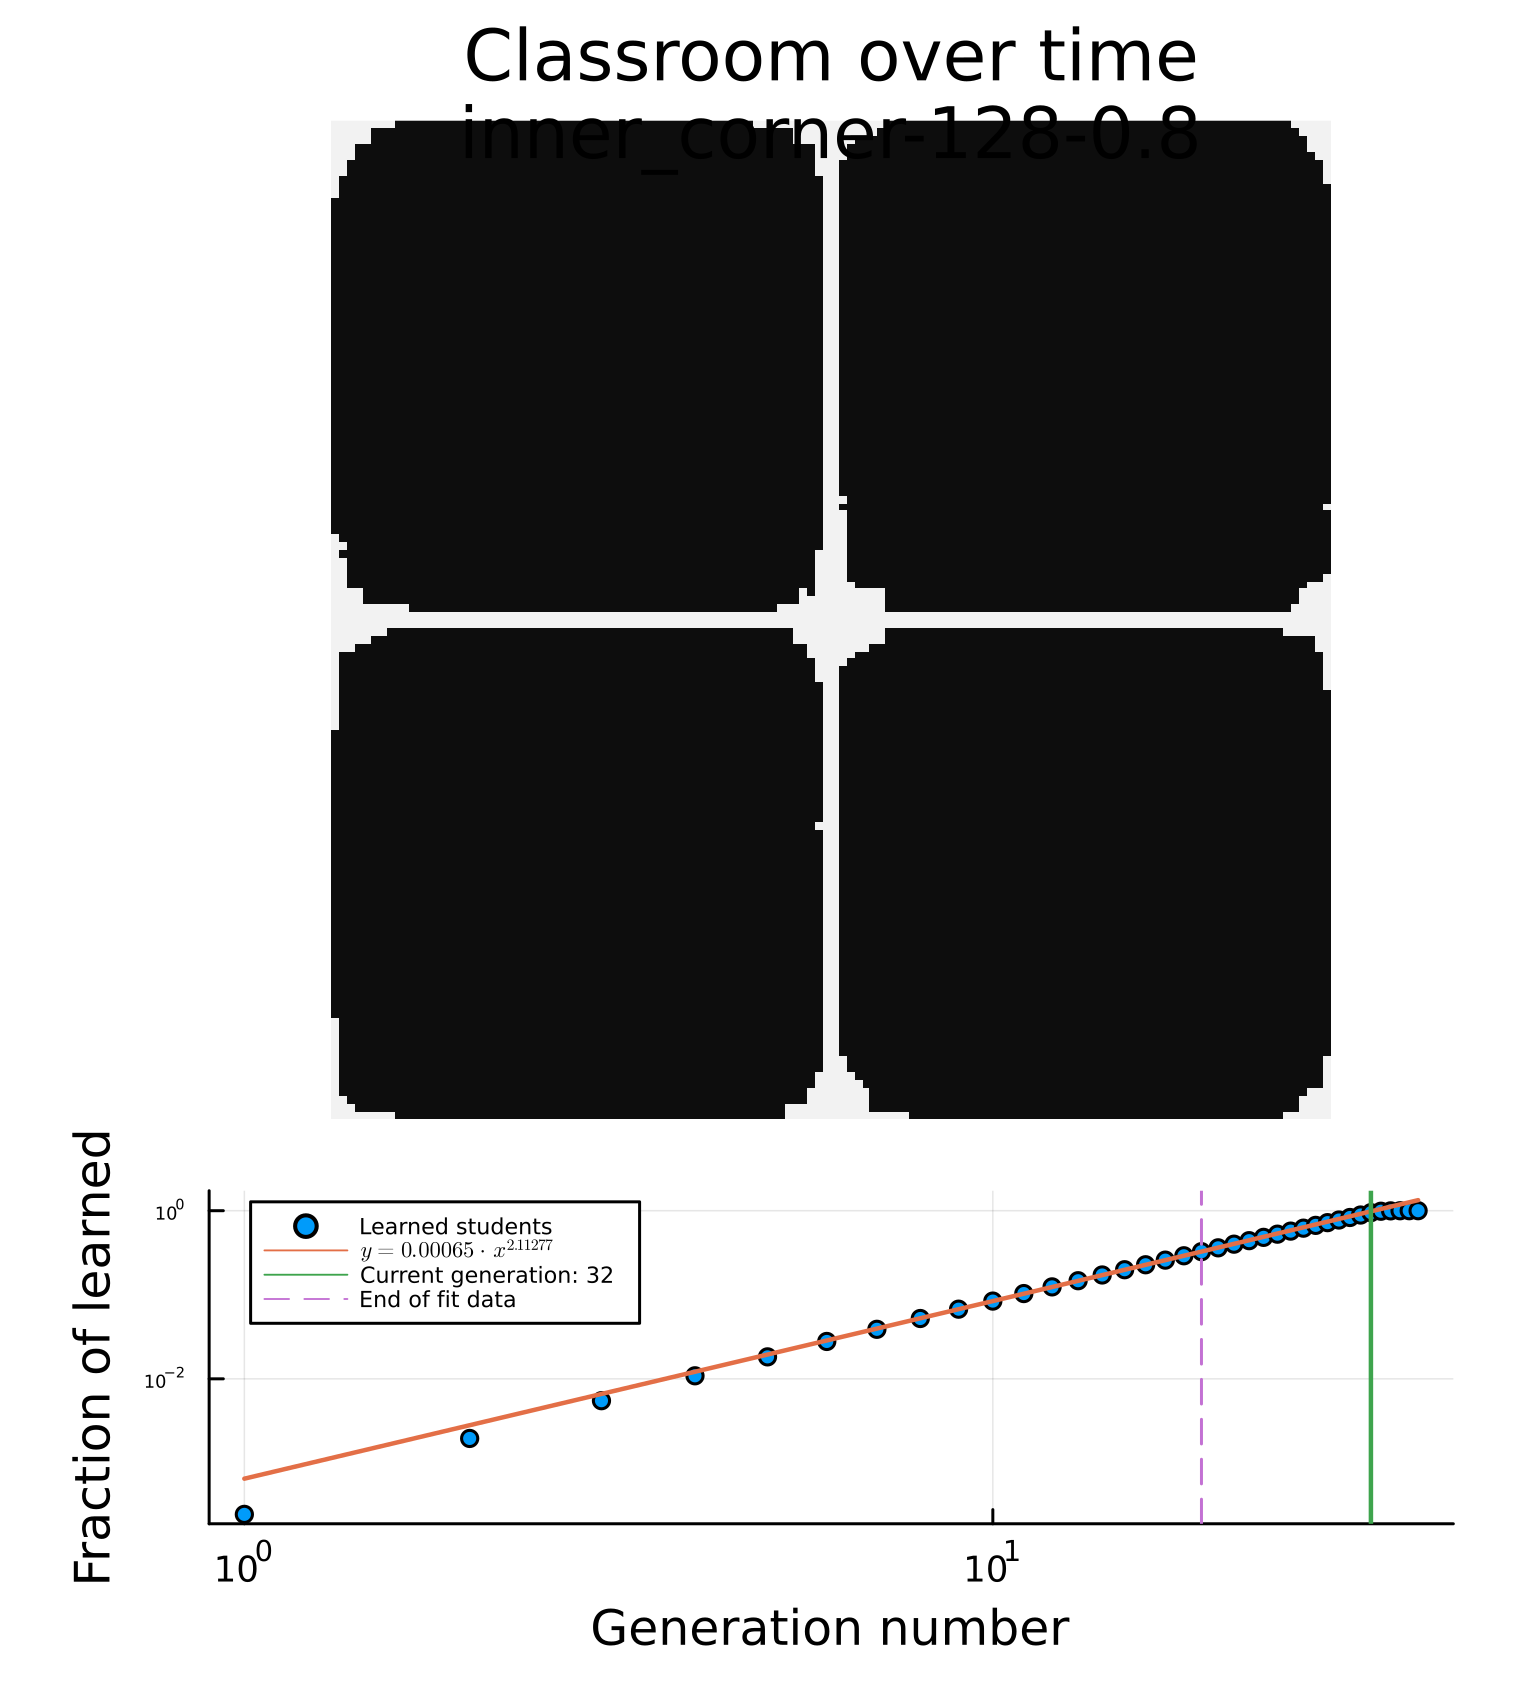 Classroom over time
inner_corner-128-0.8
Fraction of learned
10⁰
10⁻²
Learned students
y = 0.00065 · x^2.11277
Current generation: 32
End of fit data
10⁰
10¹
Generation number